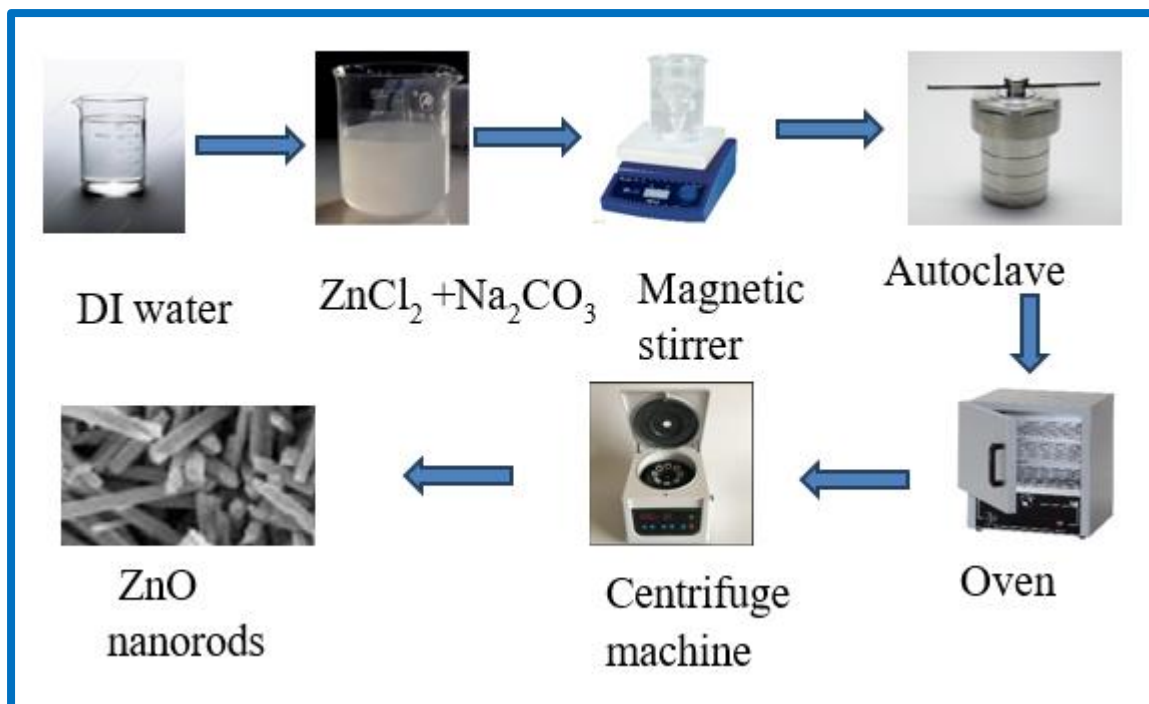 DI water
ZnCl₂ +Na₂CO₃
Magnetic
stirrer
Autoclave
Oven
Centrifuge
machine
ZnO
nanorods